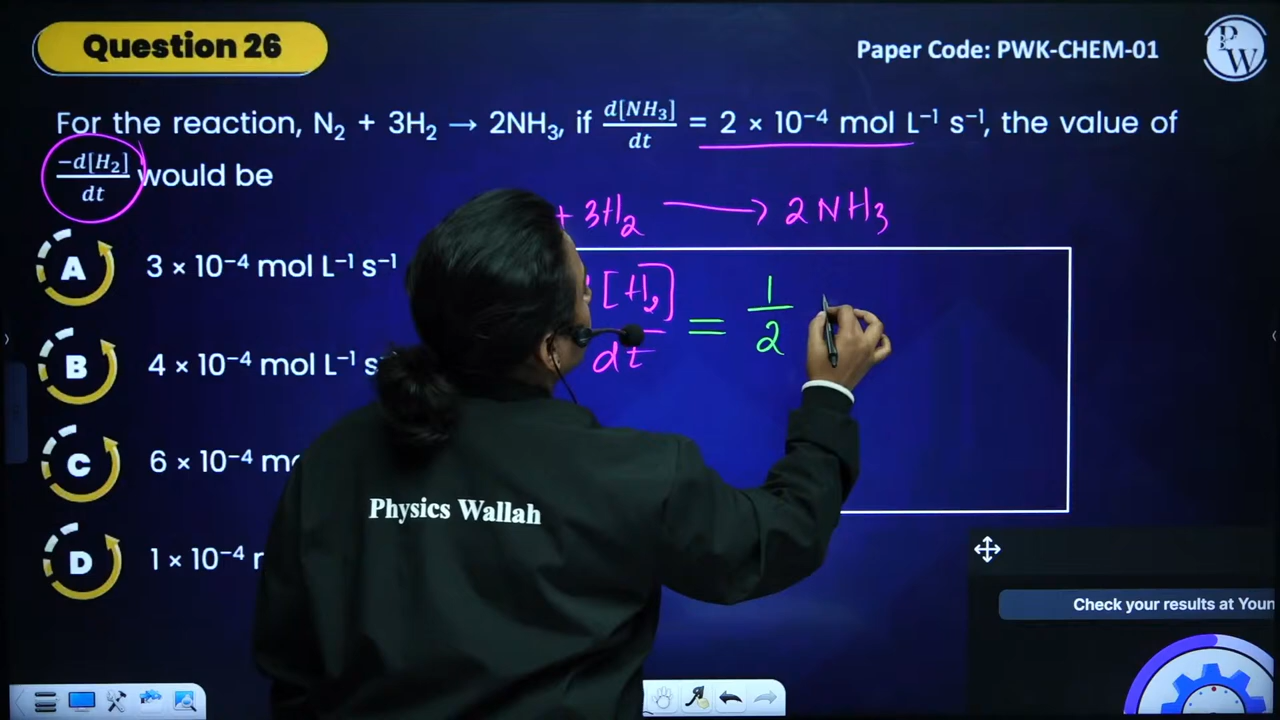 Question 26
Paper Code: PWK-CHEM-01
PW
For the reaction, N₂ + 3H₂ → 2NH₃, if d[NH₃]/dt = 2 × 10⁻⁴ mol L⁻¹ s⁻¹, the value of
-d[H₂]/dt would be
+ 3H₂ → 2NH₃
A 3 × 10⁻⁴ mol L⁻¹ s⁻¹
[H₂]/dt = 1/2
B 4 × 10⁻⁴ mol L⁻¹
C 6 × 10⁻⁴
D 1 × 10⁻⁴
Physics Wallah
Check your results at